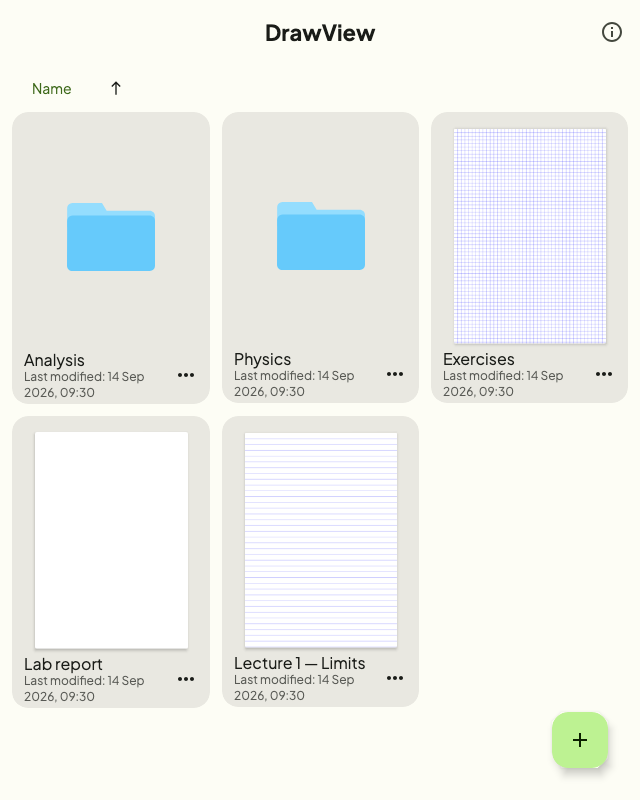 DrawView
Name
Analysis
Last modified: 14 Sep
2026, 09:30
Physics
Last modified: 14 Sep
2026, 09:30
Exercises
Last modified: 14 Sep
2026, 09:30
Lab report
Last modified: 14 Sep
2026, 09:30
Lecture 1 — Limits
Last modified: 14 Sep
2026, 09:30